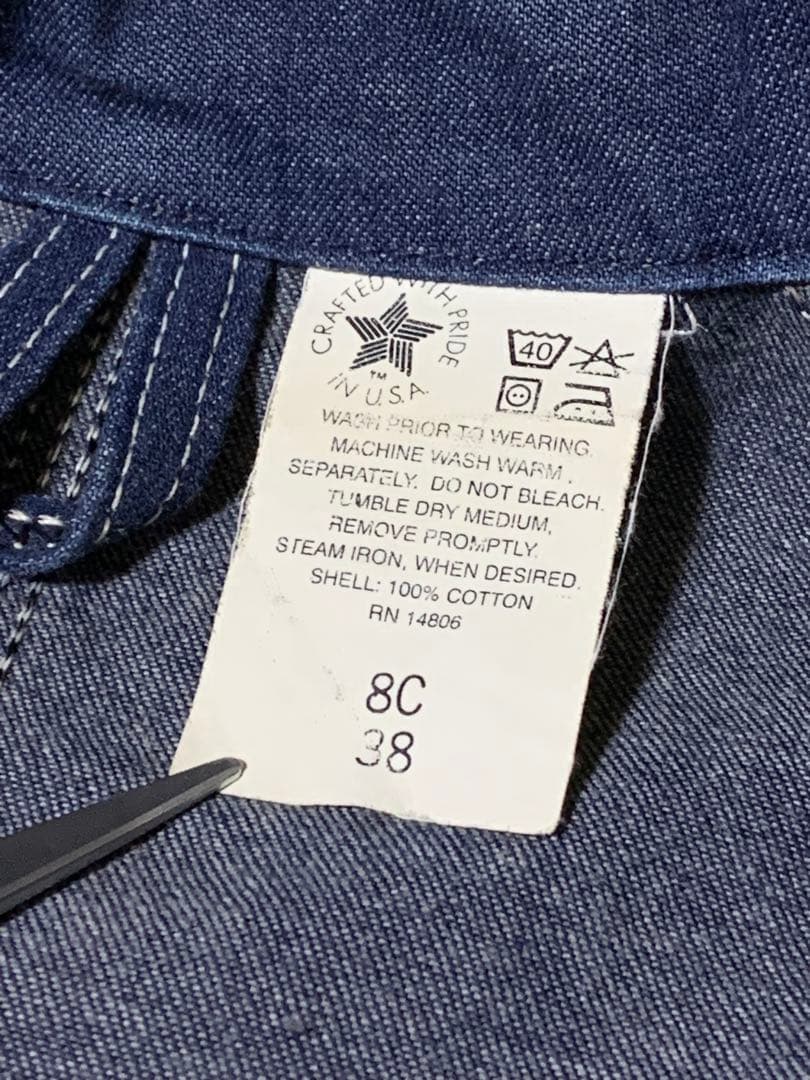 CRAFTED WITH PRIDE
TM
IN U.S.A.
40
WASH PRIOR TO WEARING.
MACHINE WASH WARM.
SEPARATELY. DO NOT BLEACH.
TUMBLE DRY MEDIUM,
REMOVE PROMPTLY.
STEAM IRON, WHEN DESIRED.
SHELL: 100% COTTON
RN 14806
8C
38